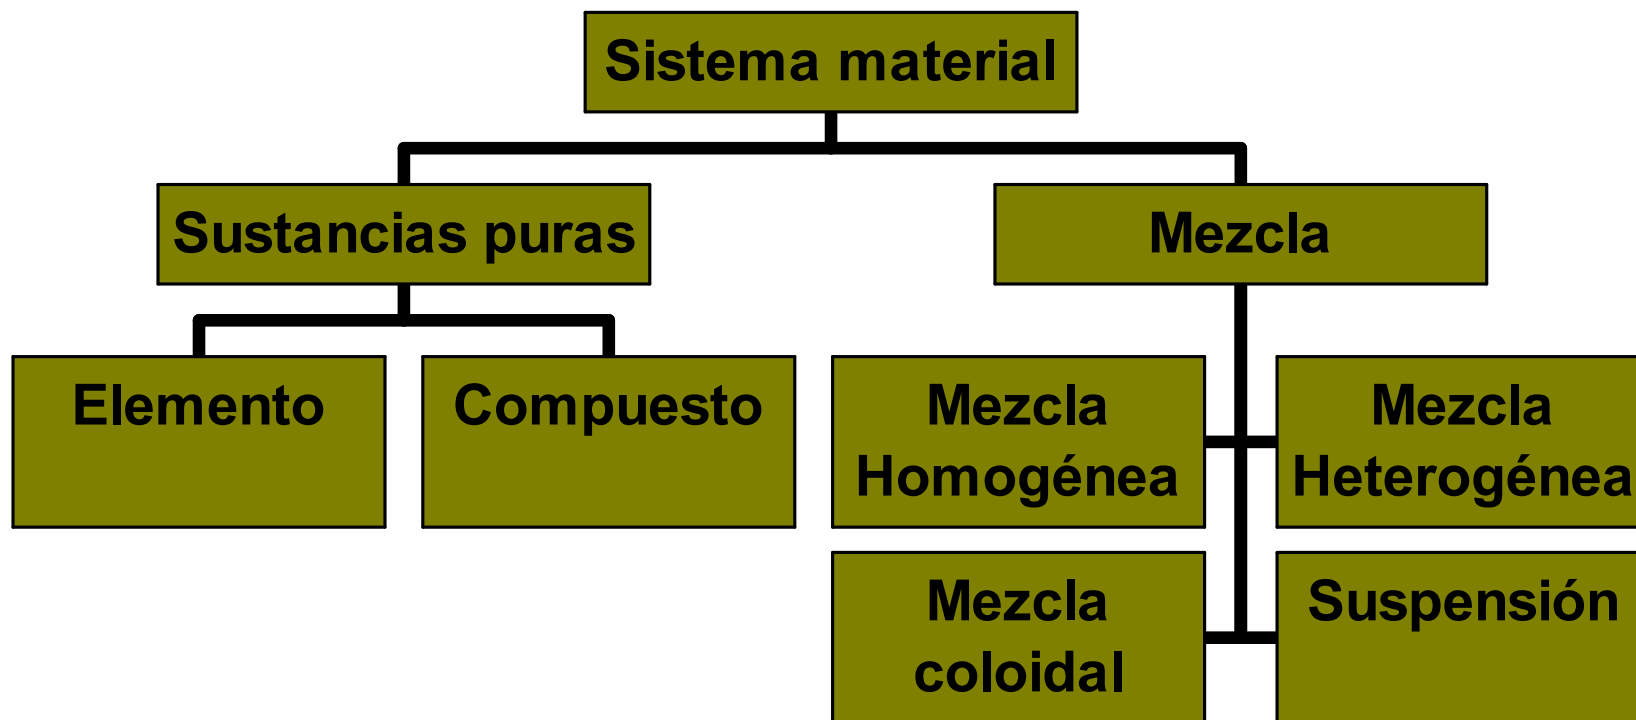 Sistema material
Sustancias puras
Mezcla
Elemento
Compuesto
Mezcla
Homogénea
Mezcla
Heterogénea
Mezcla
coloidal
Suspensión